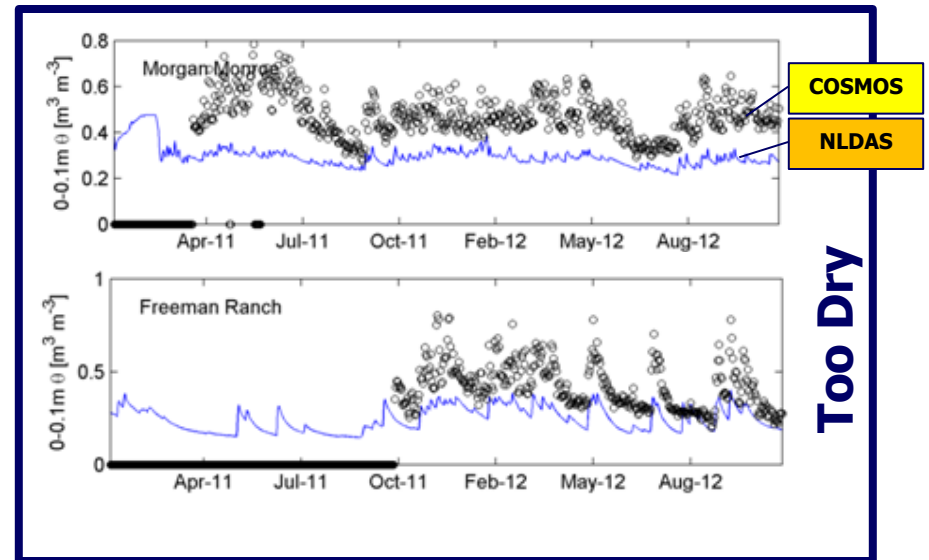 0.8
0.6
0.4
0.2
0
0-0.1m θ [m³ m⁻³]
Morgan Monroe
Apr-11 Jul-11 Oct-11 Feb-12 May-12 Aug-12
COSMOS
NLDAS
Too Dry
1
0.5
0
0-0.1m θ [m³ m⁻³]
Freeman Ranch
Apr-11 Jul-11 Oct-11 Feb-12 May-12 Aug-12